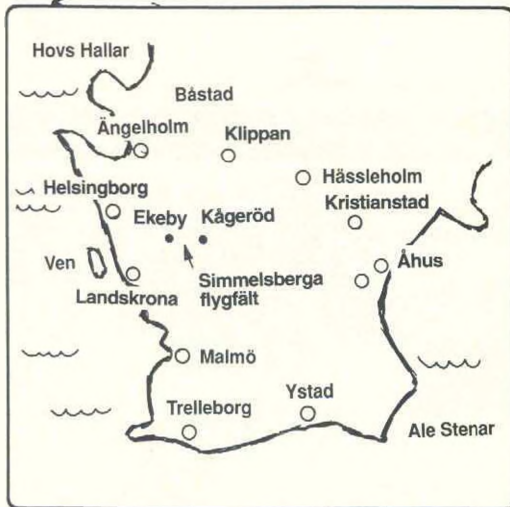 Hovs Hallar
Båstad
Ängelholm
Klippan
Hässleholm
Helsingborg
Kristianstad
Ekeby
Kågeröd
Ven
Åhus
Simmelsberga
flygfält
Landskrona
Malmö
Ystad
Trelleborg
Ale Stenar